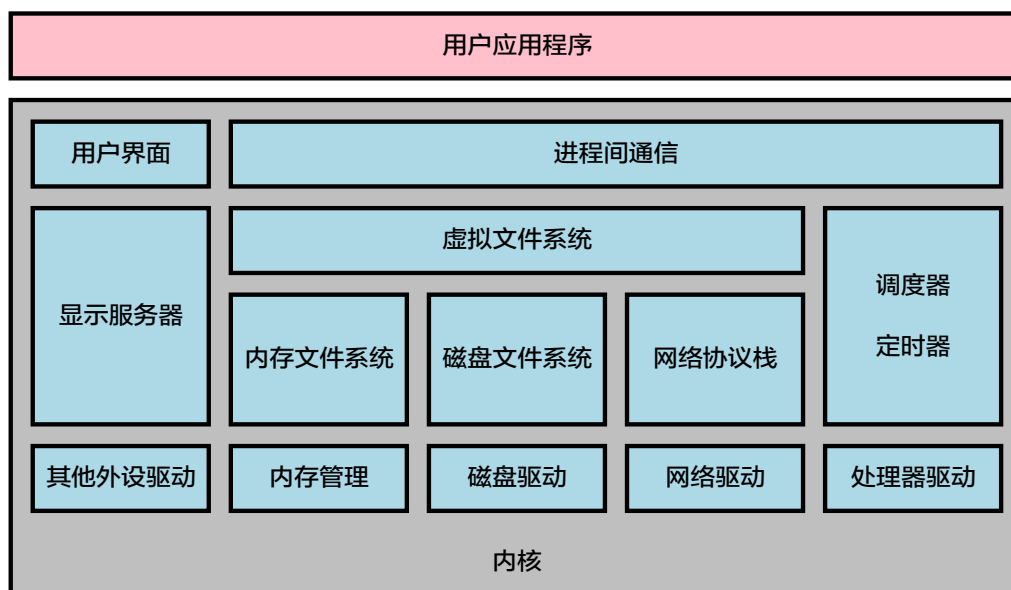 用户应用程序
用户界面
进程间通信
显示服务器
虚拟文件系统
调度器
定时器
内存文件系统
磁盘文件系统
网络协议栈
其他外设驱动
内存管理
磁盘驱动
网络驱动
处理器驱动
内核